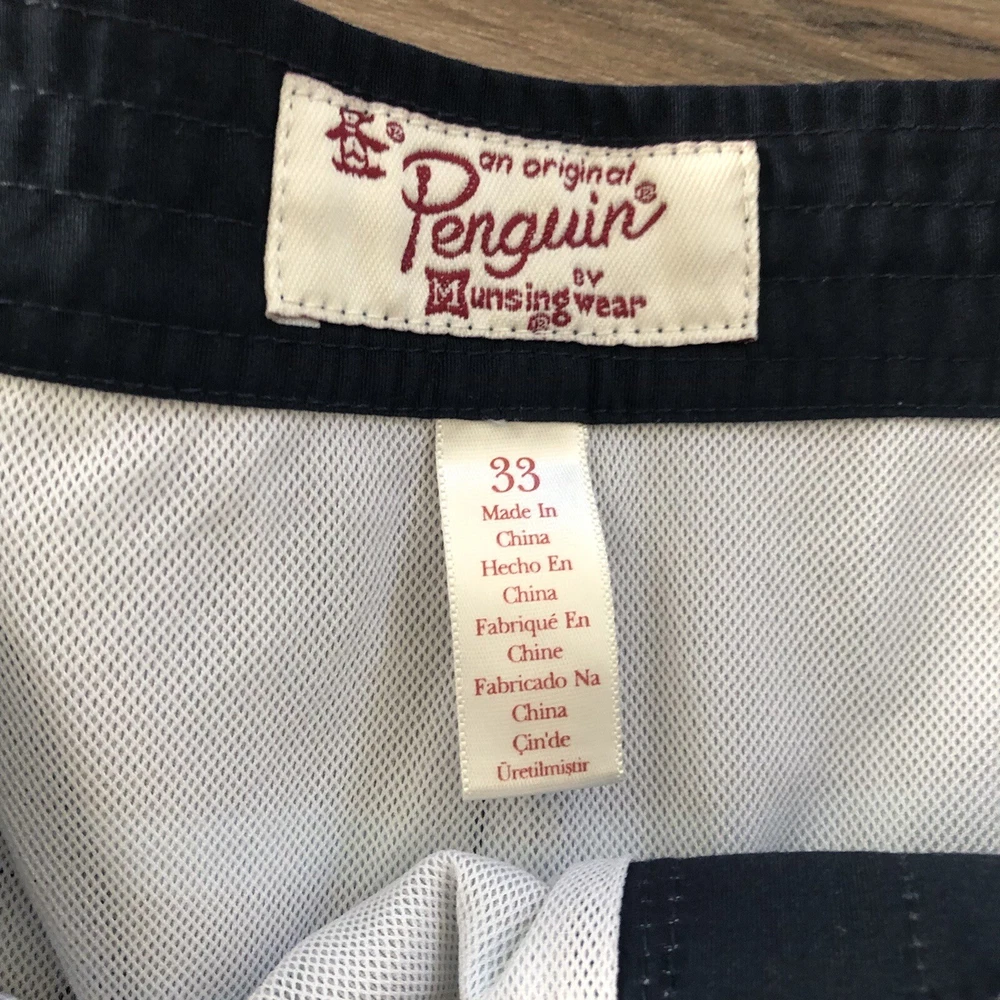 an original
Penguin®
BY
Munsingwear
®
33
Made In
China
Hecho En
China
Fabriqué En
Chine
Fabricado Na
China
Çin'de
Üretilmiştir